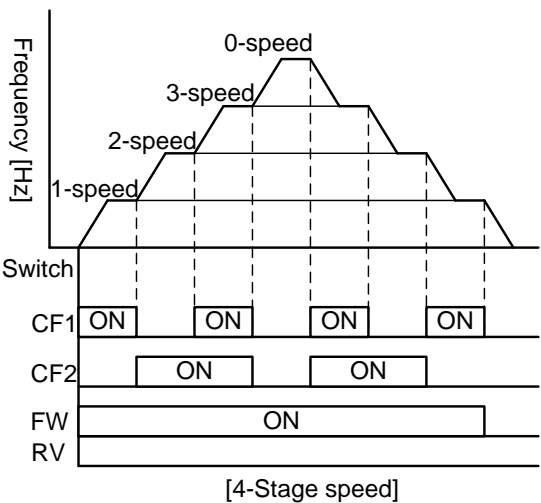 Frequency [Hz]
0-speed
3-speed
2-speed
1-speed
Switch
CF1 ON ON ON ON
CF2 ON ON
FW ON
RV
[4-Stage speed]